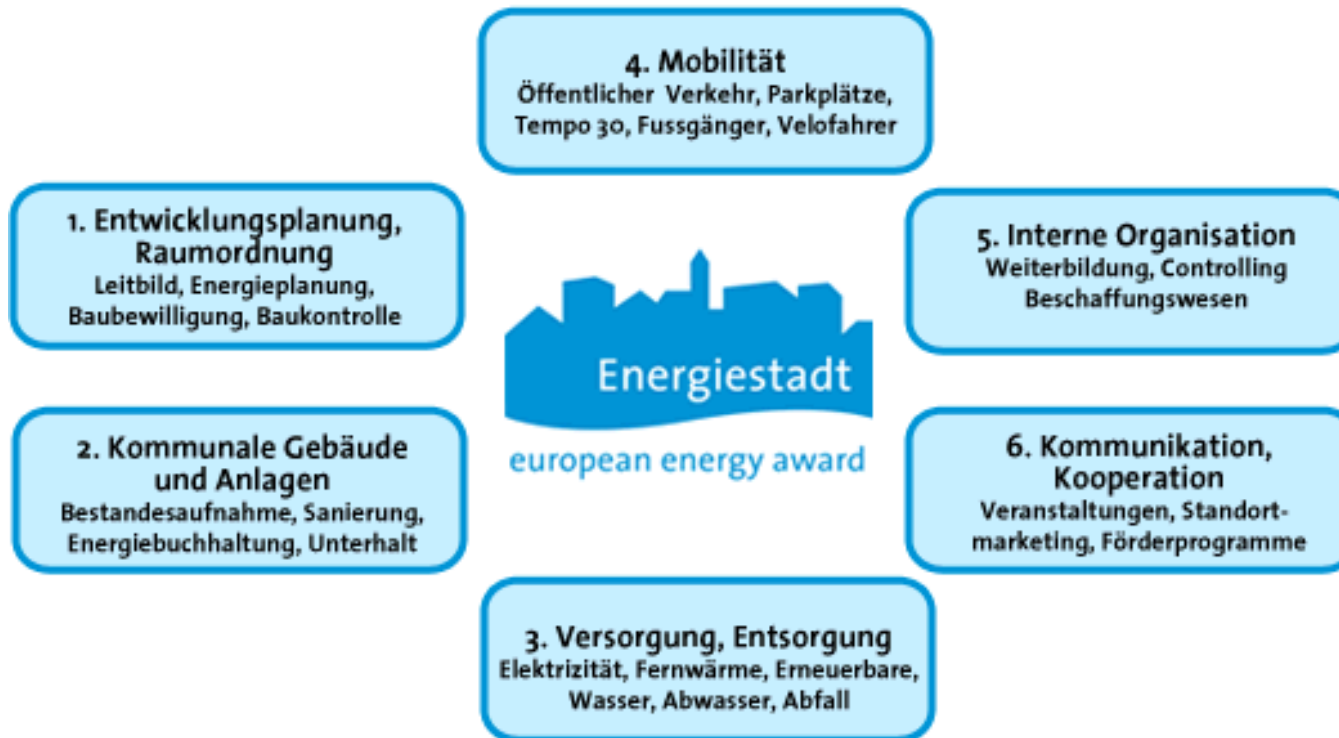 4. Mobilität
Öffentlicher Verkehr, Parkplätze,
Tempo 30, Fussgänger, Velofahrer
1. Entwicklungsplanung,
Raumordnung
Leitbild, Energieplanung,
Baubewilligung, Baukontrolle
5. Interne Organisation
Weiterbildung, Controlling
Beschaffungswesen
Energiestadt
european energy award
2. Kommunale Gebäude
und Anlagen
Bestandesaufnahme, Sanierung,
Energiebuchhaltung, Unterhalt
6. Kommunikation,
Kooperation
Veranstaltungen, Standort-
marketing, Förderprogramme
3. Versorgung, Entsorgung
Elektrizität, Fernwärme, Erneuerbare,
Wasser, Abwasser, Abfall